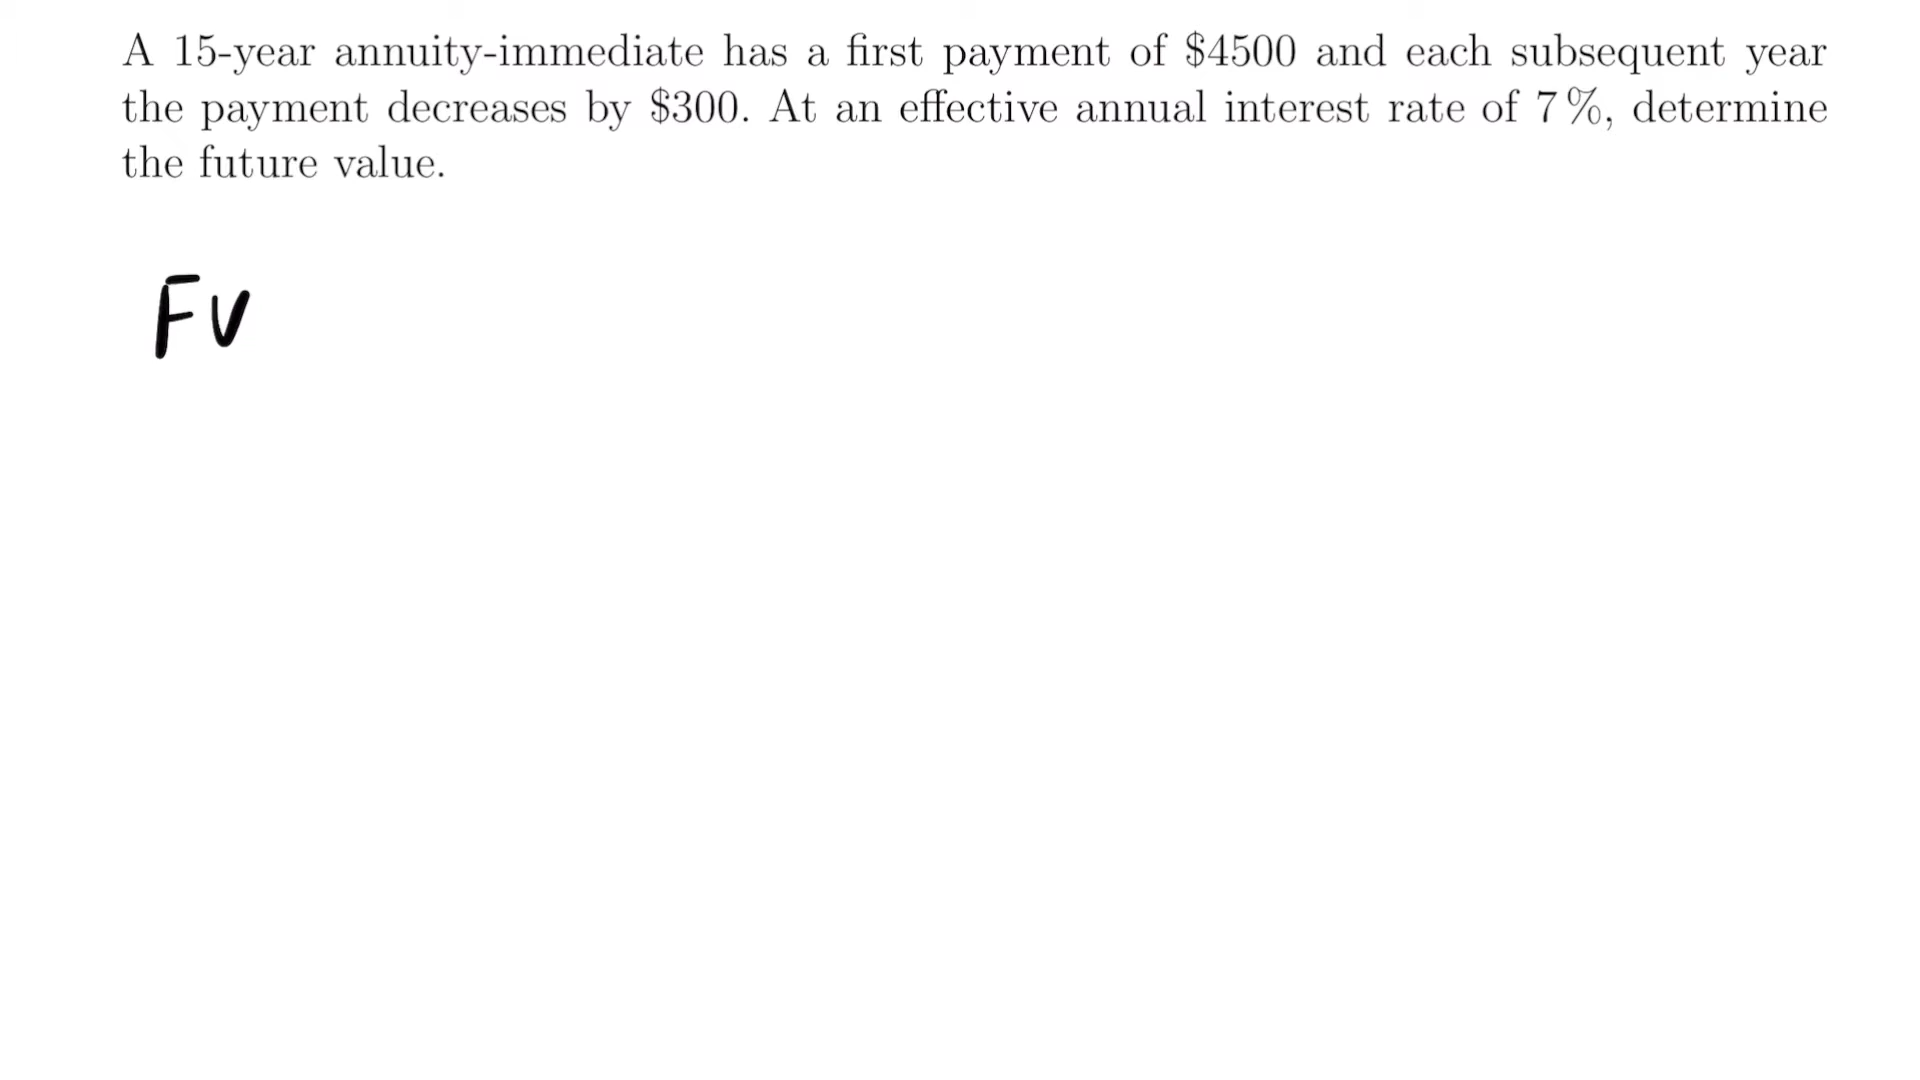 A 15-year annuity-immediate has a first payment of $4500 and each subsequent year
the payment decreases by $300. At an effective annual interest rate of 7 %, determine
the future value.
FV